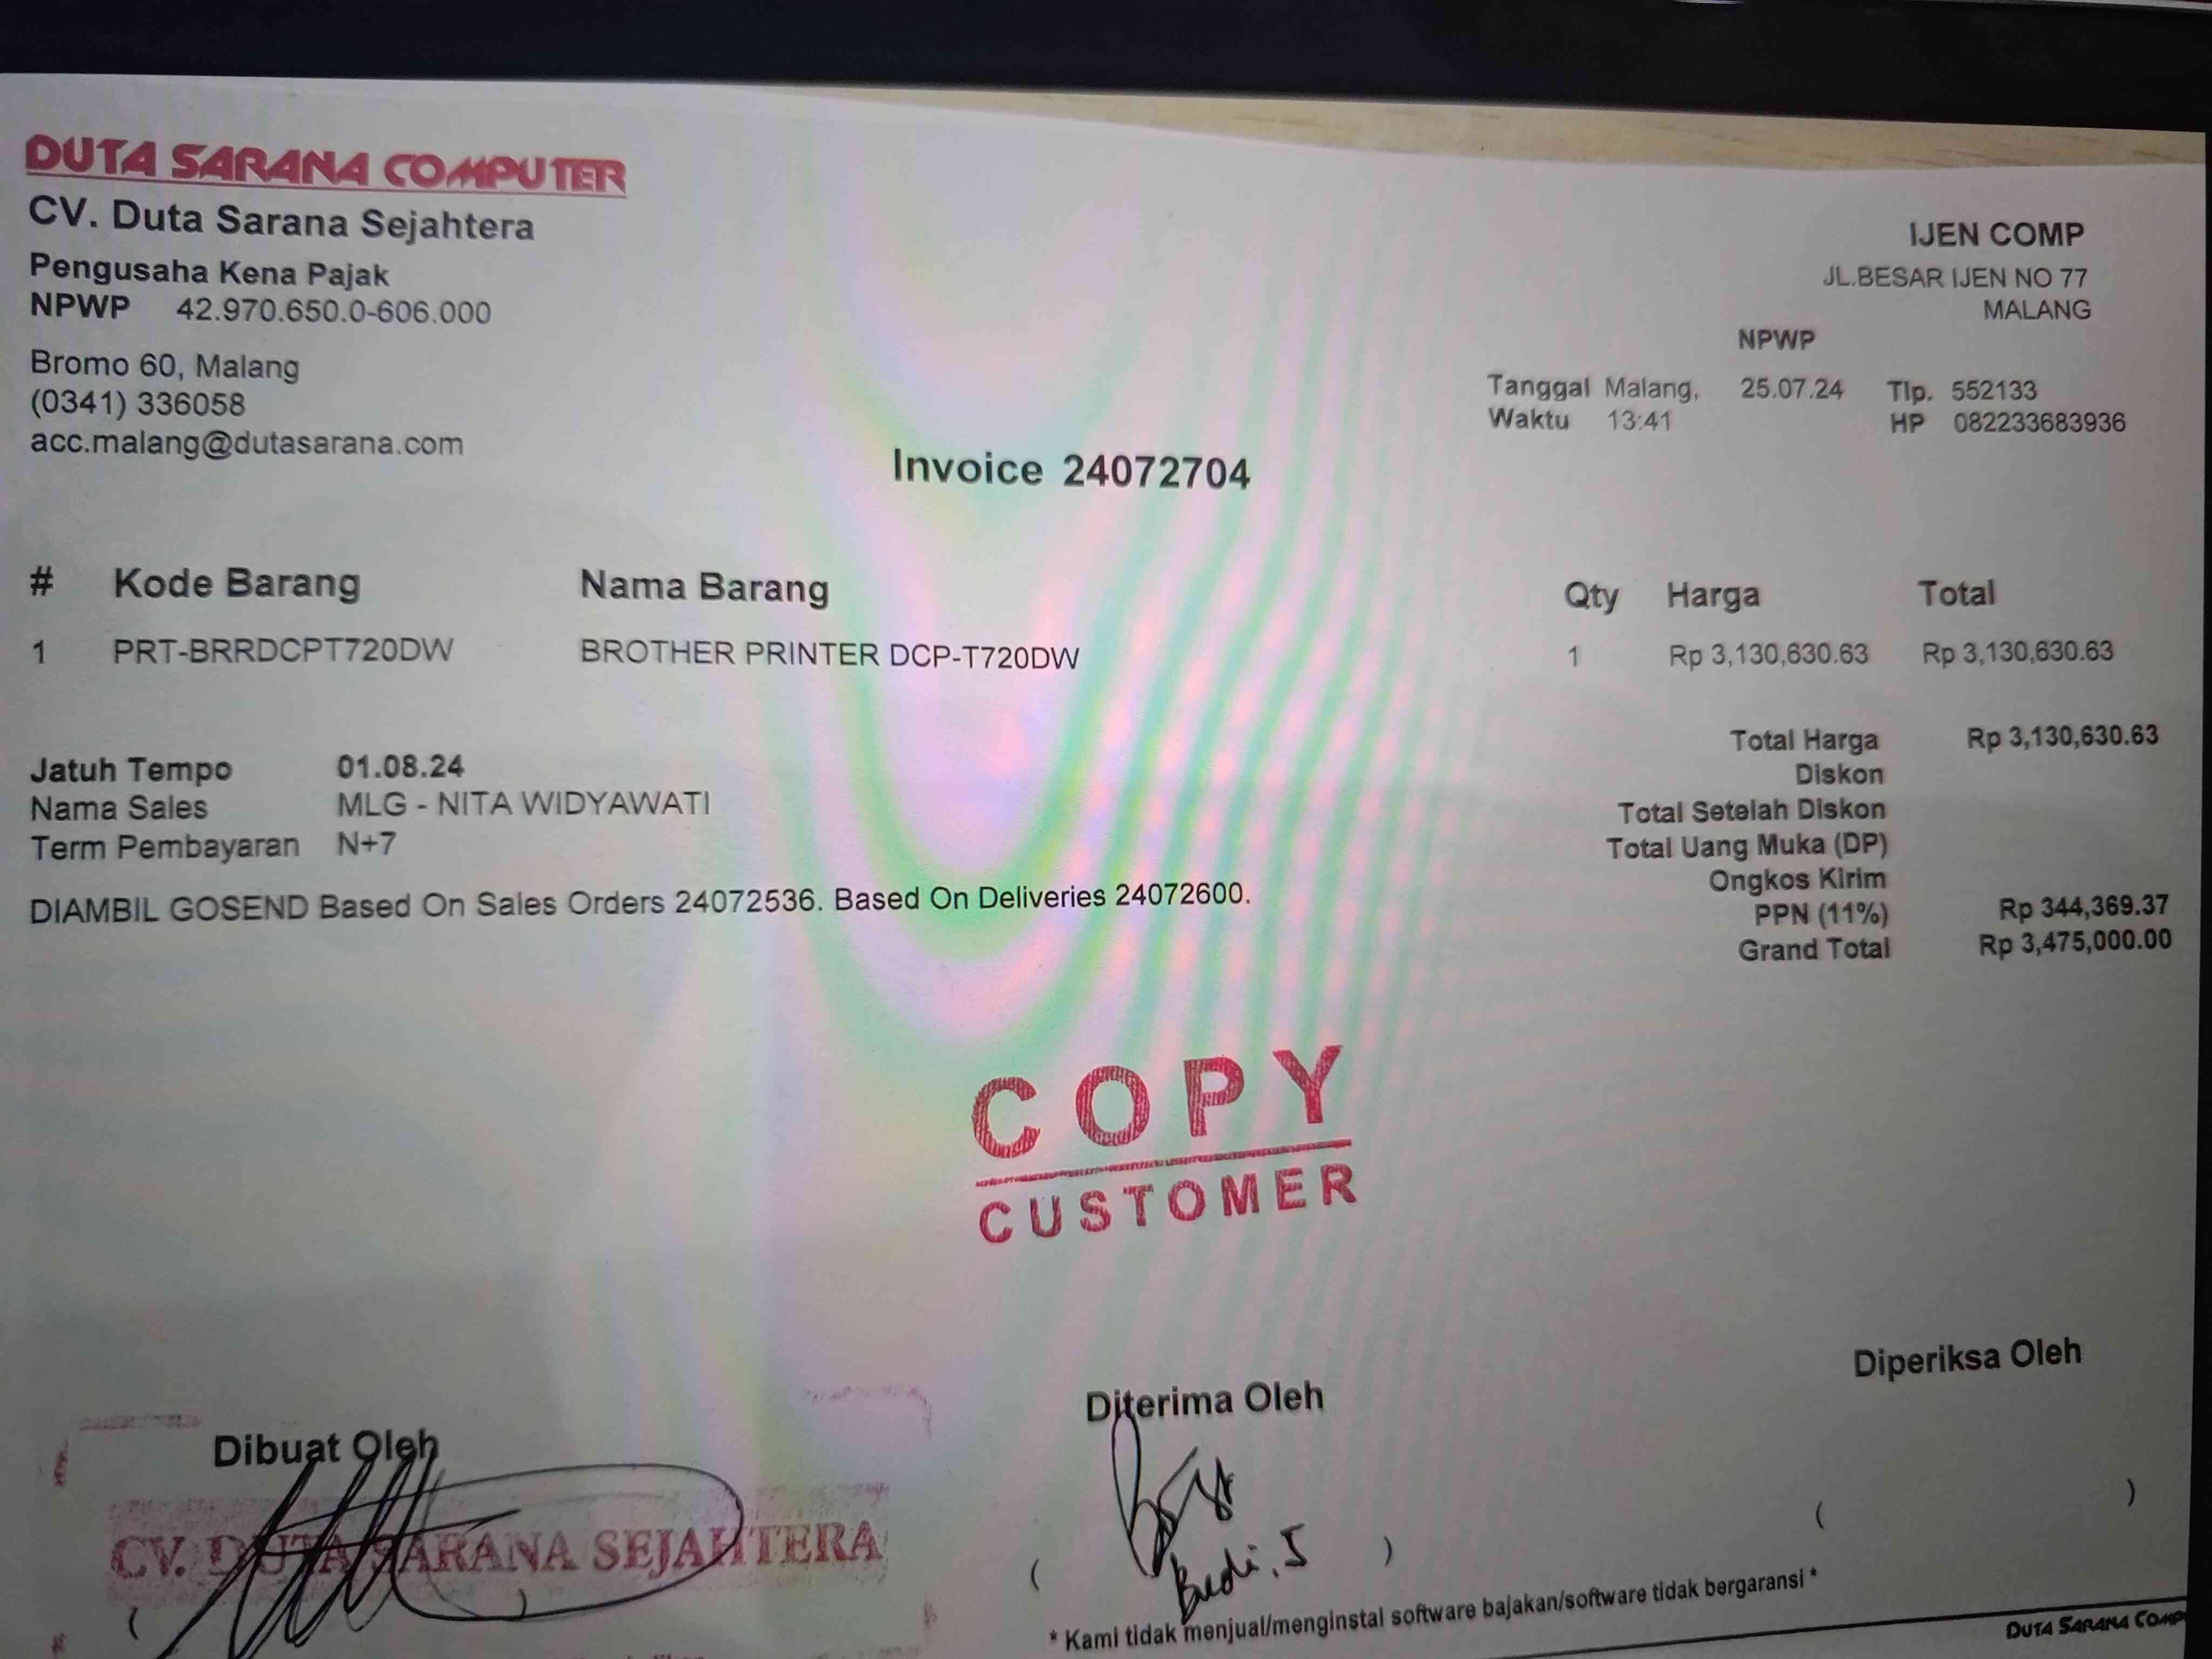 DUTA SARANA COMPUTER
CV. Duta Sarana Sejahtera
Pengusaha Kena Pajak
NPWP 42.970.650.0-606.000
Bromo 60, Malang
(0341) 336058
acc.malang@dutasarana.com
IJEN COMP
JL.BESAR IJEN NO 77
MALANG
NPWP
Tanggal Malang, 25.07.24 Tlp. 552133
Waktu 13:41 HP 082233683936
Invoice 24072704
# Kode Barang Nama Barang Qty Harga Total
1 PRT-BRRDCPT720DW BROTHER PRINTER DCP-T720DW 1 Rp 3,130,630.63 Rp 3,130,630.63
Jatuh Tempo 01.08.24
Nama Sales MLG - NITA WIDYAWATI
Term Pembayaran N+7
DIAMBIL GOSEND Based On Sales Orders 24072536. Based On Deliveries 24072600.
Total Harga Rp 3,130,630.63
Diskon
Total Setelah Diskon
Total Uang Muka (DP)
Ongkos Kirim
PPN (11%) Rp 344,369.37
Grand Total Rp 3,475,000.00
COPY
CUSTOMER
Dibuat Oleh
Diterima Oleh
Diperiksa Oleh
CV. DUTA SARANA SEJAHTERA
( )
( Budi. S )
( )
* Kami tidak menjual/menginstal software bajakan/software tidak bergaransi *
DUTA SARANA COMP